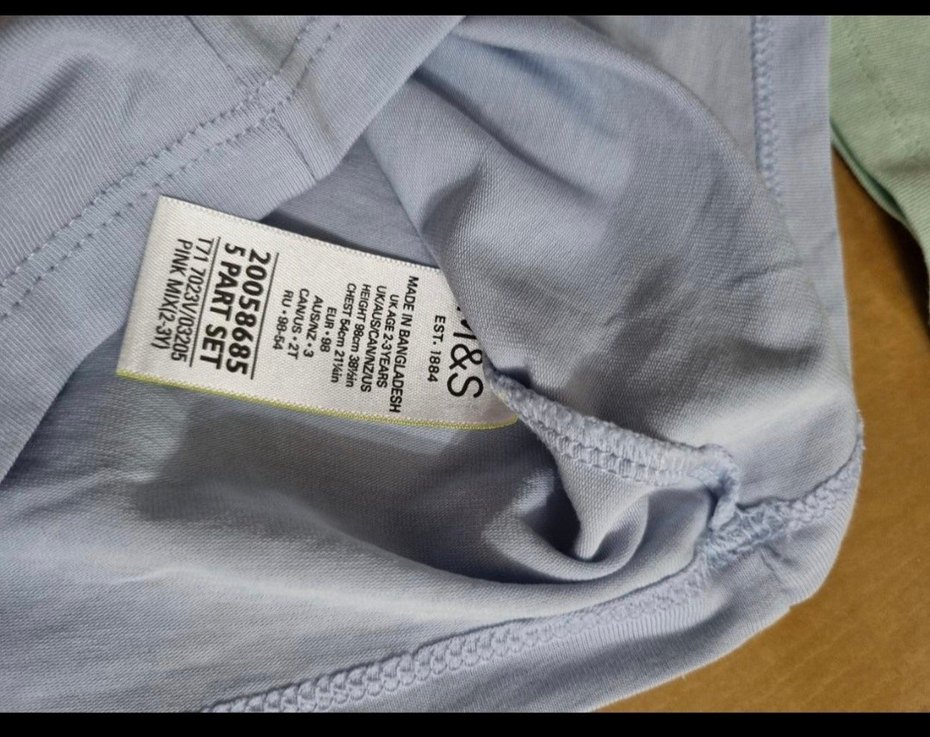 M&S
EST. 1884
MADE IN BANGLADESH
UK AGE 2-3 YEARS
UK/AUS/CAN/NZ/US
HEIGHT 98cm 38½in
CHEST 54cm 21¼in
EUR • 98
AUS/NZ • 3
CAN/US • 2T
RU • 98-54
20058685
5 PART SET
T71 7023V/03205
PINK MIX(2-3Y)